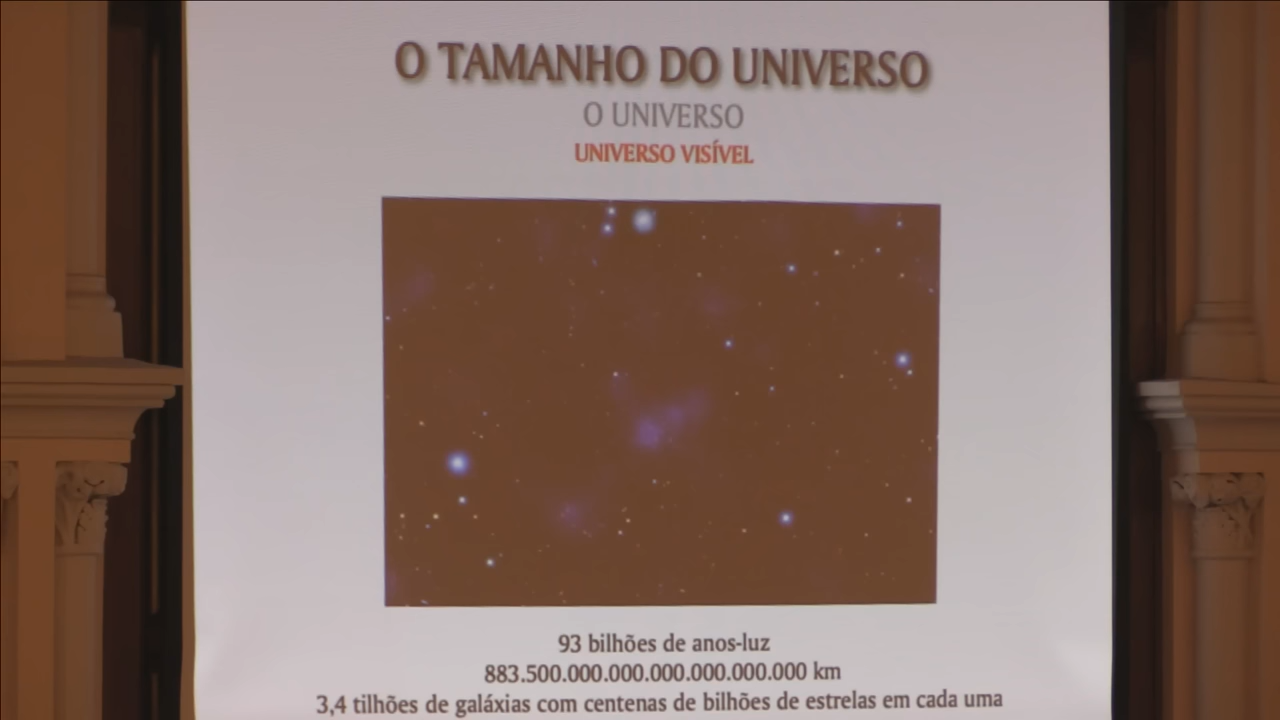 O TAMANHO DO UNIVERSO
O UNIVERSO
UNIVERSO VISÍVEL
93 bilhões de anos-luz
883.500.000.000.000.000.000.000 km
3,4 tilhões de galáxias com centenas de bilhões de estrelas em cada uma